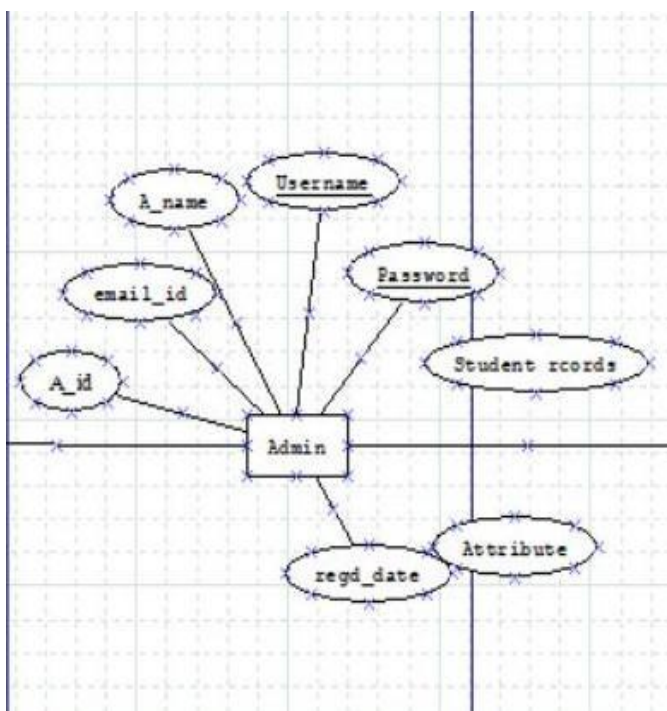 Username
A_name
Password
email_id
Student rcords
A_id
Admin
Attribute
regd_date